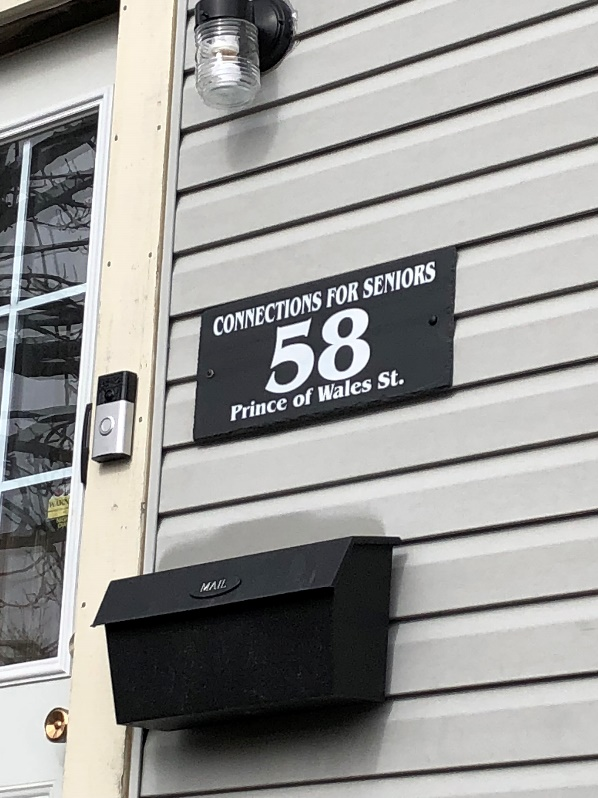 CONNECTIONS FOR SENIORS
58
Prince of Wales St.
MAIL